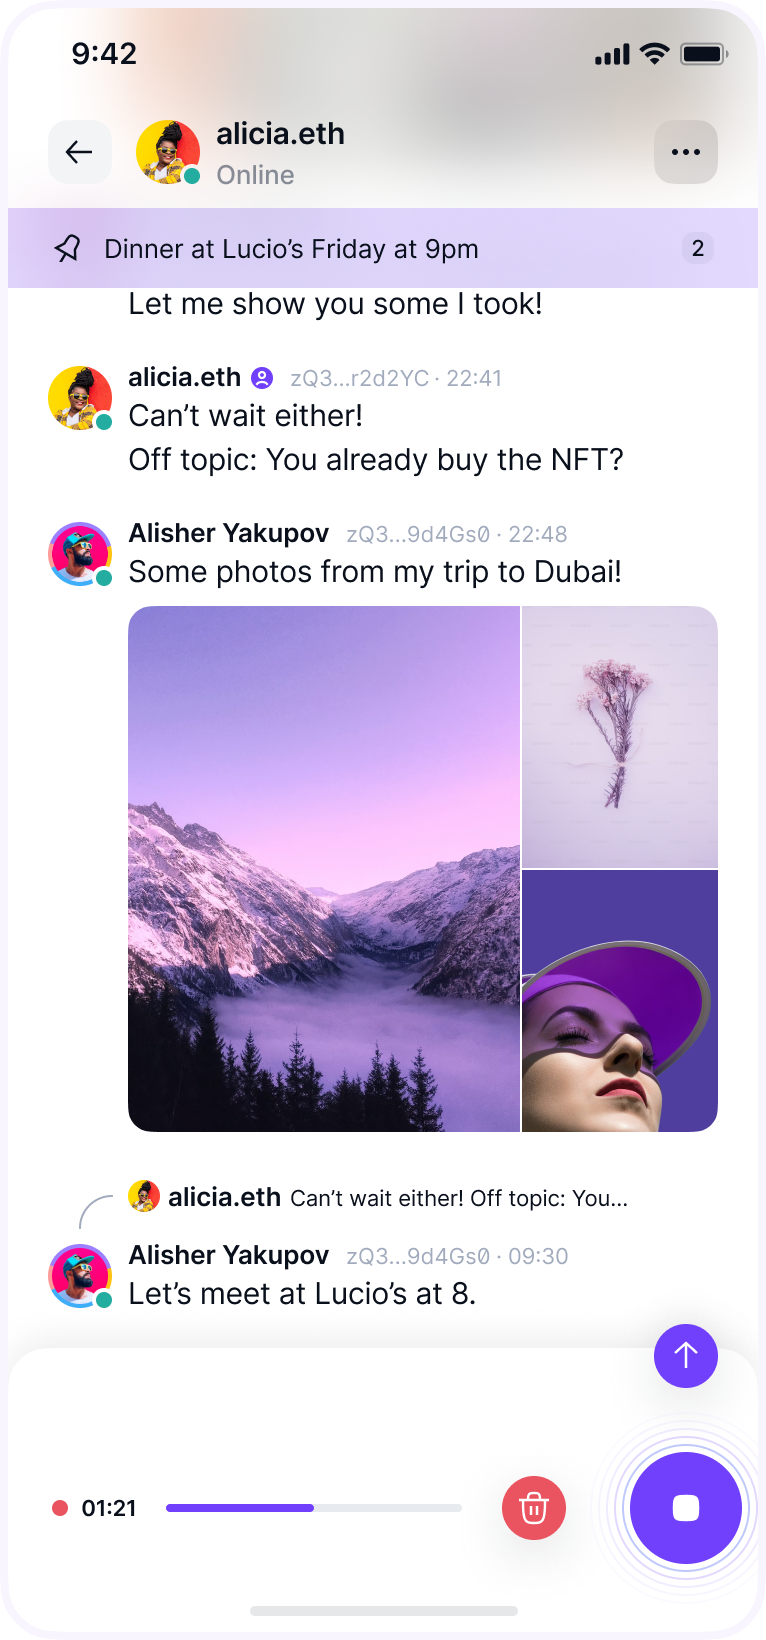 9:42
alicia.eth
Online
Dinner at Lucio’s Friday at 9pm 2
Let me show you some I took!
alicia.eth zQ3...r2d2YC · 22:41
Can’t wait either!
Off topic: You already buy the NFT?
Alisher Yakupov zQ3...9d4Gs0 · 22:48
Some photos from my trip to Dubai!
alicia.eth Can’t wait either! Off topic: You...
Alisher Yakupov zQ3...9d4Gs0 · 09:30
Let’s meet at Lucio’s at 8.
01:21